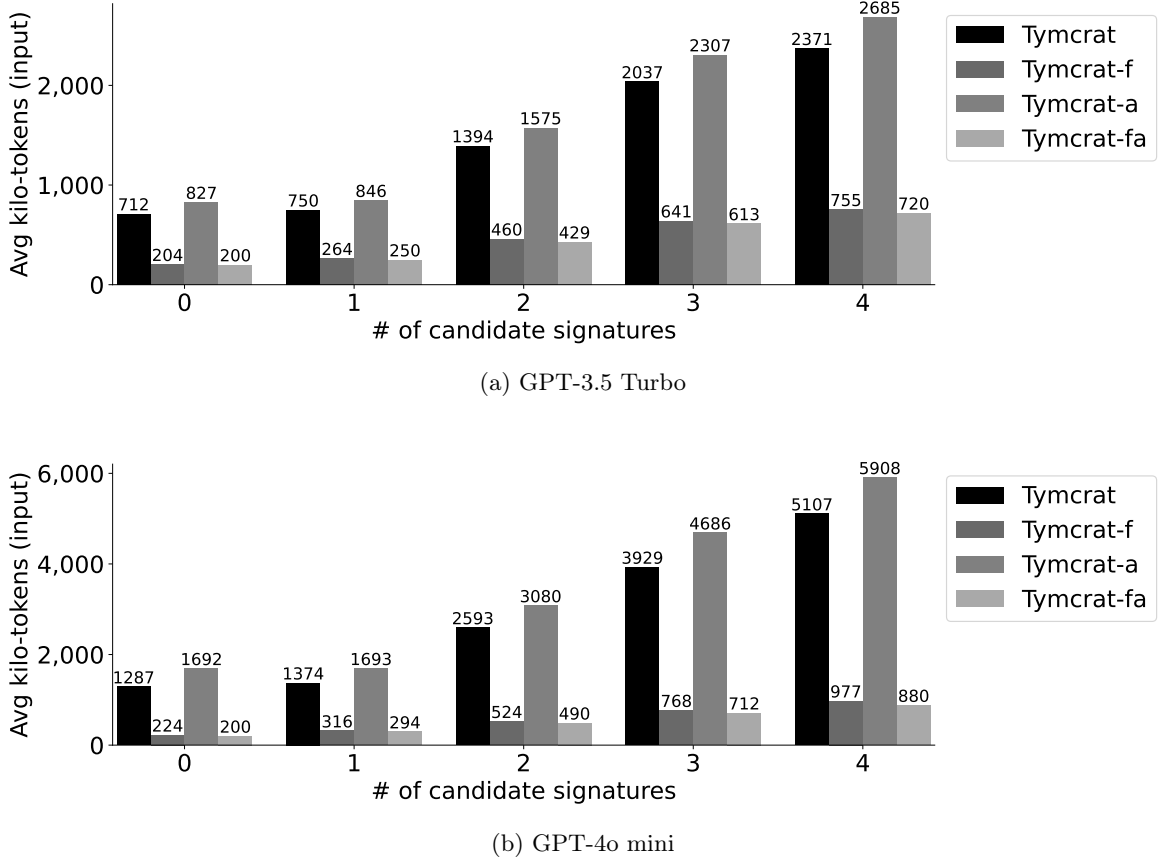 2685
2371
2307
2037
1575
1394
712
827
750
846
204
200
264
250
460
429
641
613
755
720
2,000
1,000
0
Avg kilo-tokens (input)
0 1 2 3 4
# of candidate signatures
Tymcrat
Tymcrat-f
Tymcrat-a
Tymcrat-fa
(a) GPT-3.5 Turbo
5908
5107
4686
3929
3080
2593
1287
1692
1374
1693
224
200
316
294
524
490
768
712
977
880
6,000
4,000
2,000
0
Avg kilo-tokens (input)
0 1 2 3 4
# of candidate signatures
Tymcrat
Tymcrat-f
Tymcrat-a
Tymcrat-fa
(b) GPT-4o mini